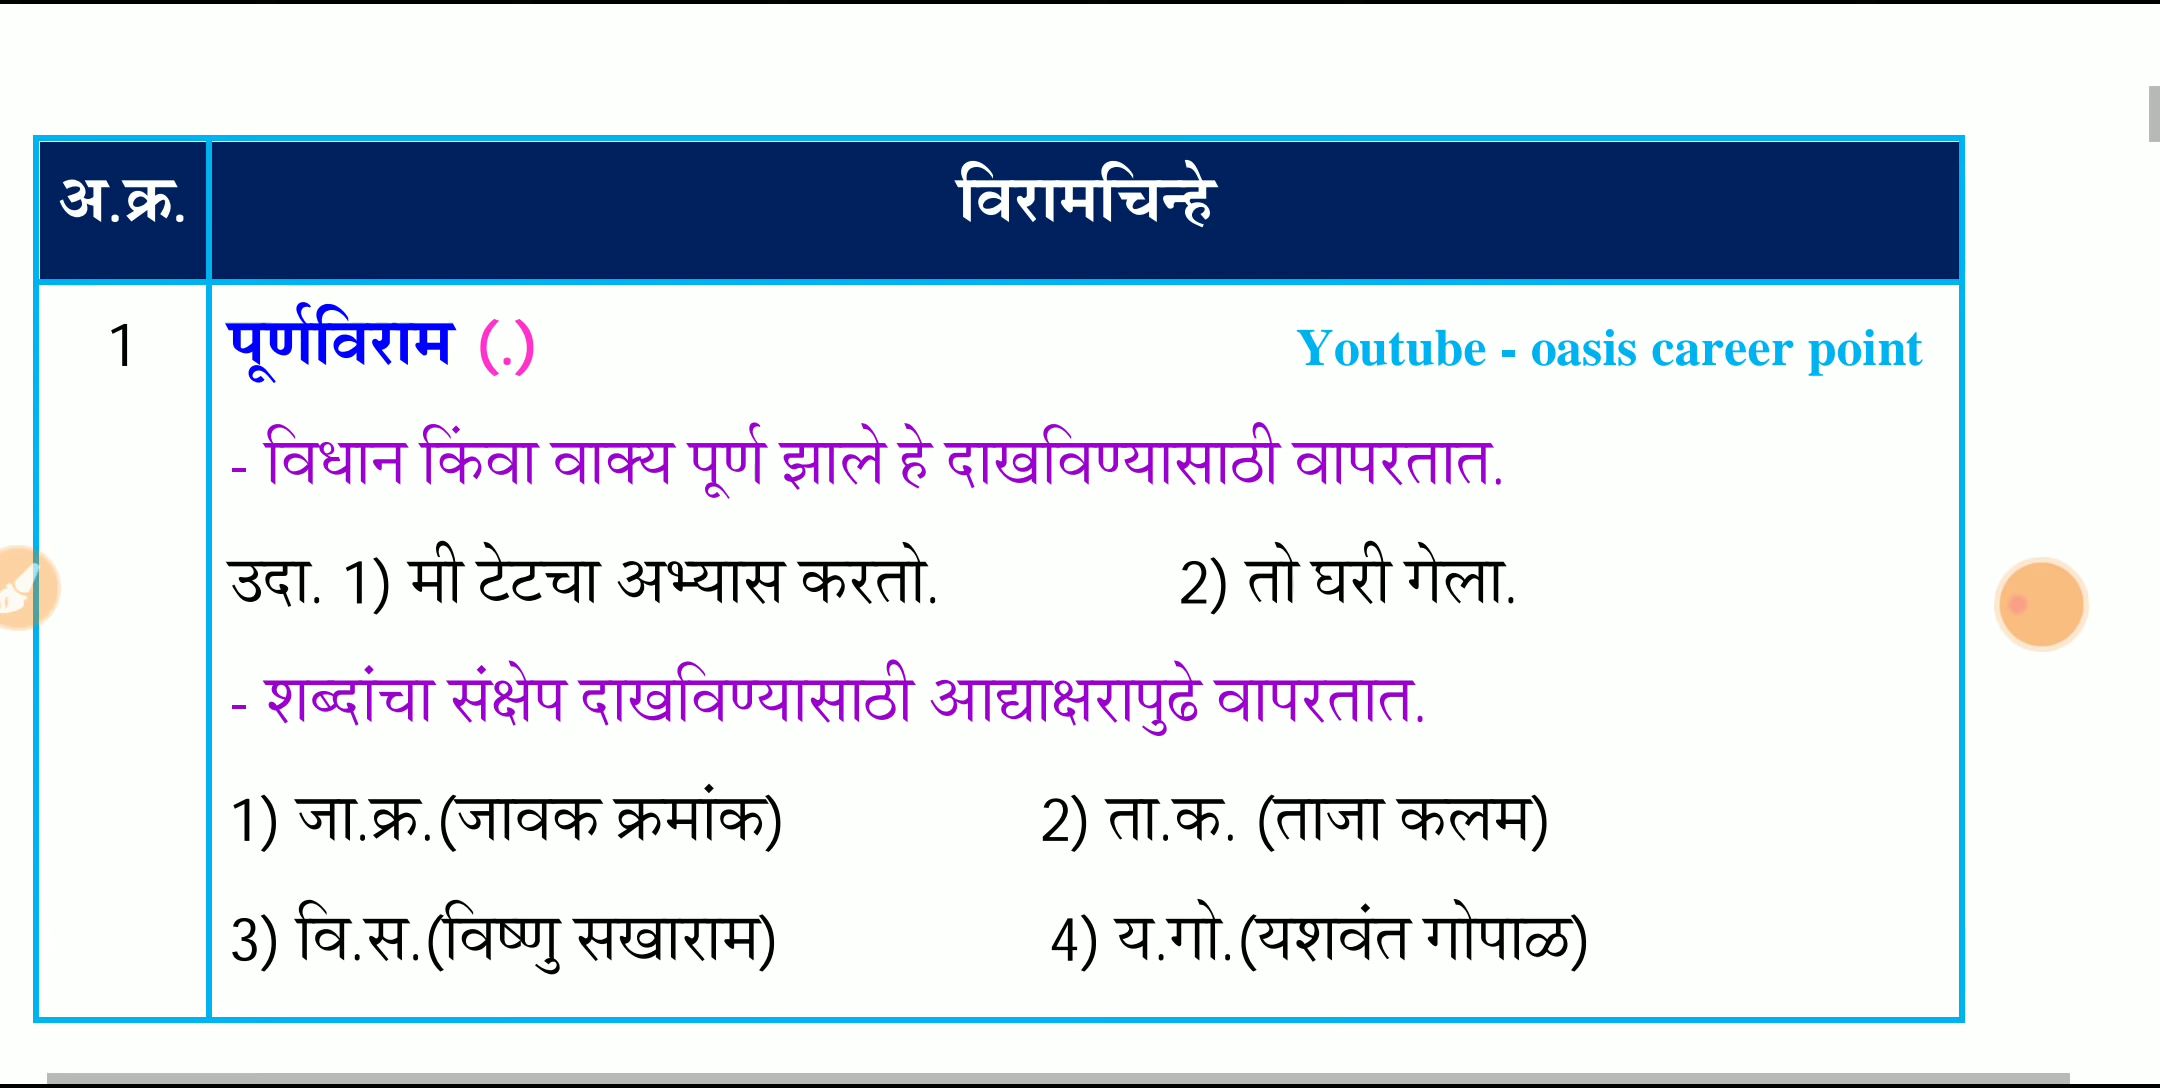 अ.क्र. विरामचिन्हे
1 पूर्णविराम (.) Youtube - oasis career point
- विधान किंवा वाक्य पूर्ण झाले हे दाखविण्यासाठी वापरतात.
उदा. 1) मी टेटचा अभ्यास करतो. 2) तो घरी गेला.
- शब्दांचा संक्षेप दाखविण्यासाठी आद्याक्षरापुढे वापरतात.
1) जा.क्र.(जावक क्रमांक) 2) ता.क. (ताजा कलम)
3) वि.स.(विष्णु सखाराम) 4) य.गो.(यशवंत गोपाळ)